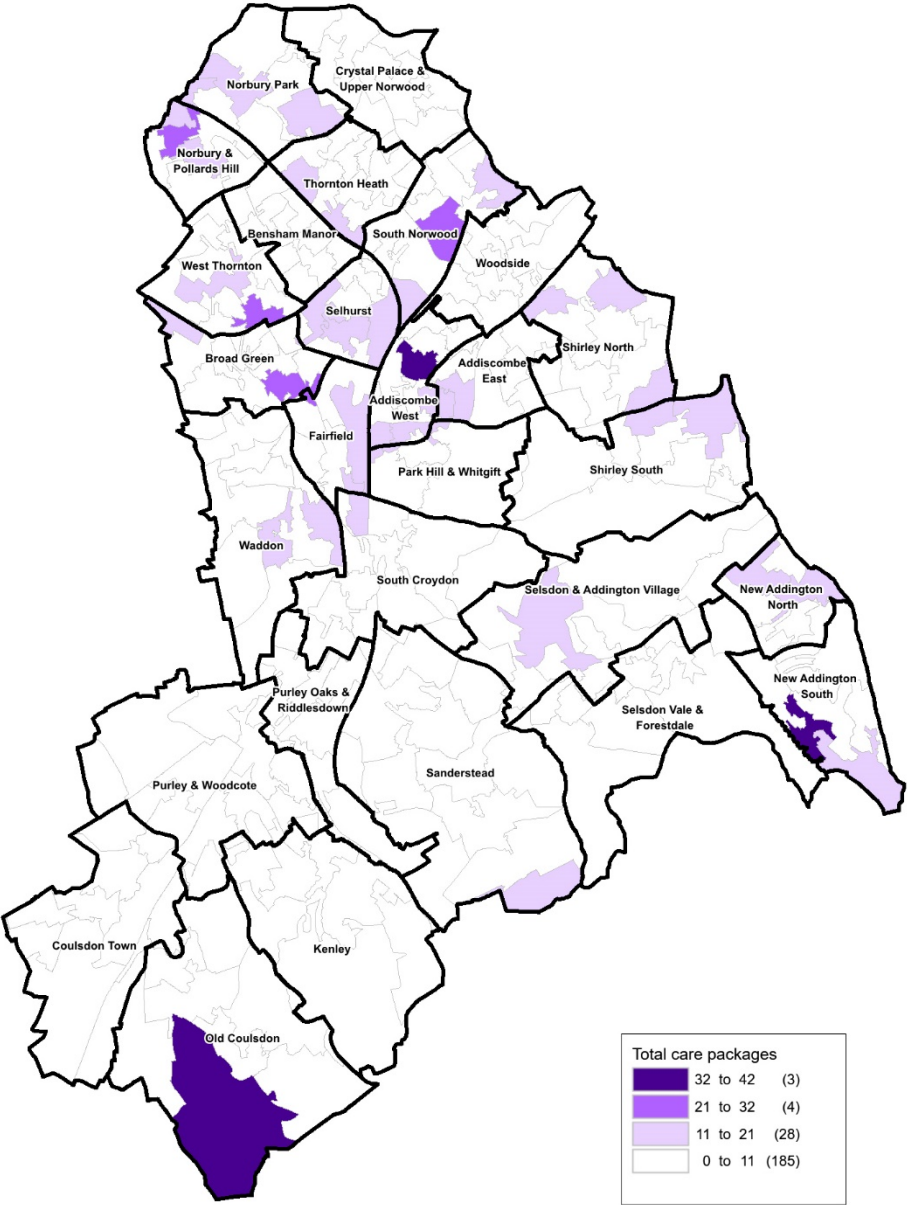 Crystal Palace &
Upper Norwood
Norbury Park
Norbury &
Pollards Hill
Thornton Heath
Bensham Manor
South Norwood
West Thornton
Woodside
Selhurst
Shirley North
Broad Green
Addiscombe
East
Addiscombe
West
Fairfield
Park Hill & Whitgift
Shirley South
Waddon
South Croydon
Selsdon & Addington Village
New Addington
North
New Addington
South
Purley Oaks &
Riddlesdown
Selsdon Vale &
Forestdale
Sanderstead
Purley & Woodcote
Coulsdon Town
Kenley
Old Coulsdon
Total care packages
32 to 42 (3)
21 to 32 (4)
11 to 21 (28)
0 to 11 (185)